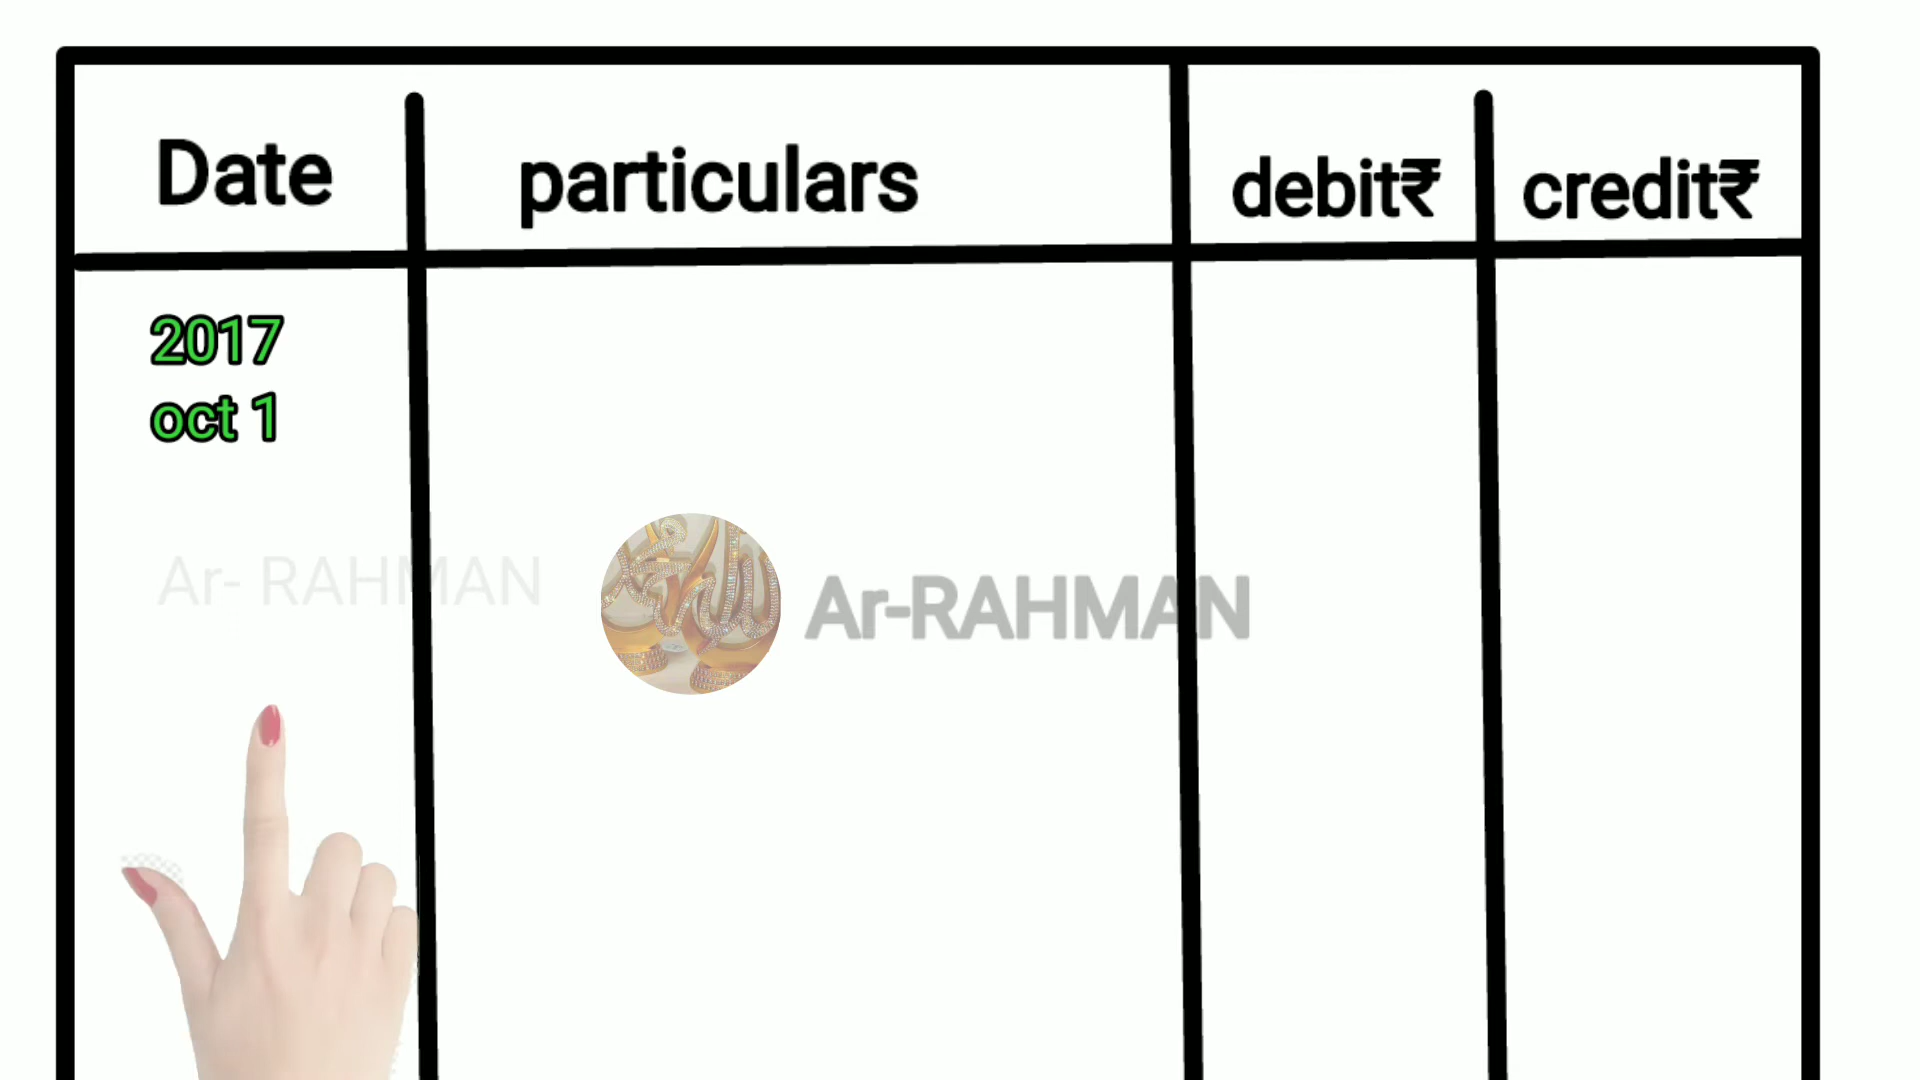 Date
particulars
debit₹
credit₹
2017
oct 1
Ar- RAHMAN
Ar-RAHMAN